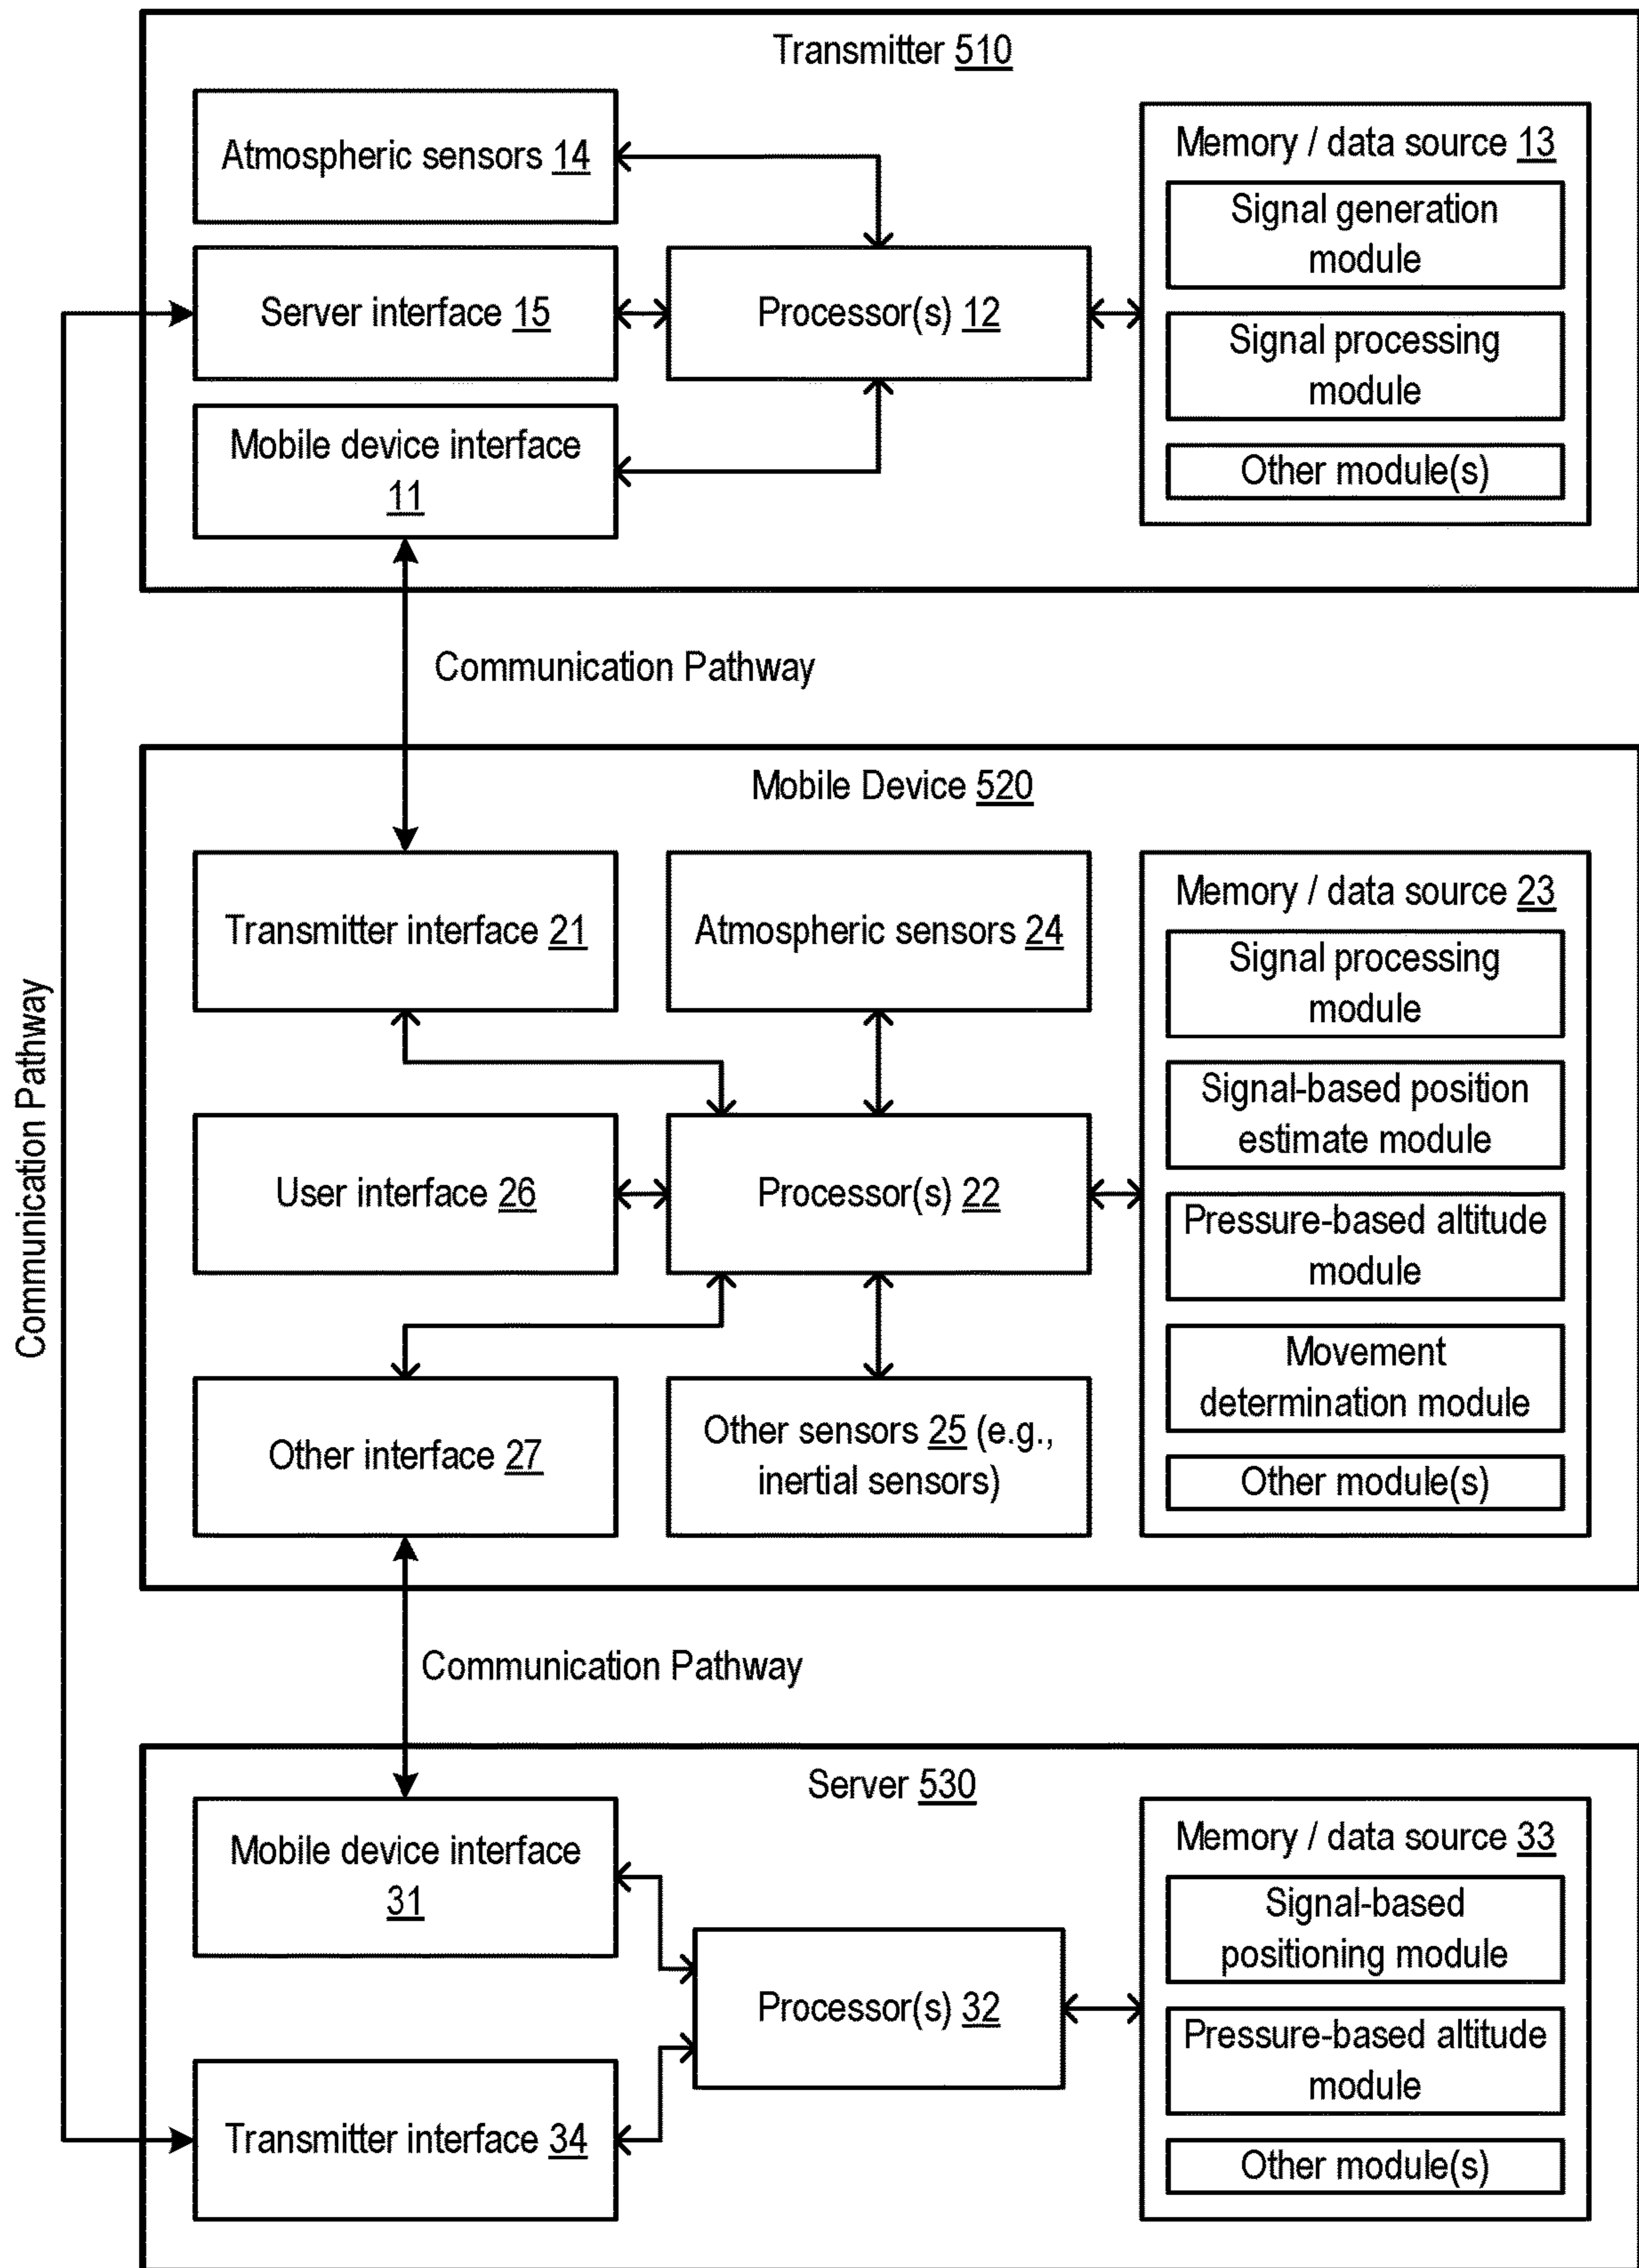 Transmitter 510
Atmospheric sensors 14
Server interface 15
Mobile device interface
11
Processor(s) 12
Memory / data source 13
Signal generation
module
Signal processing
module
Other module(s)
Communication Pathway
Communication Pathway
Mobile Device 520
Transmitter interface 21
Atmospheric sensors 24
User interface 26
Processor(s) 22
Other interface 27
Other sensors 25 (e.g.,
inertial sensors)
Memory / data source 23
Signal processing
module
Signal-based position
estimate module
Pressure-based altitude
module
Movement
determination module
Other module(s)
Communication Pathway
Server 530
Mobile device interface
31
Transmitter interface 34
Processor(s) 32
Memory / data source 33
Signal-based
positioning module
Pressure-based altitude
module
Other module(s)